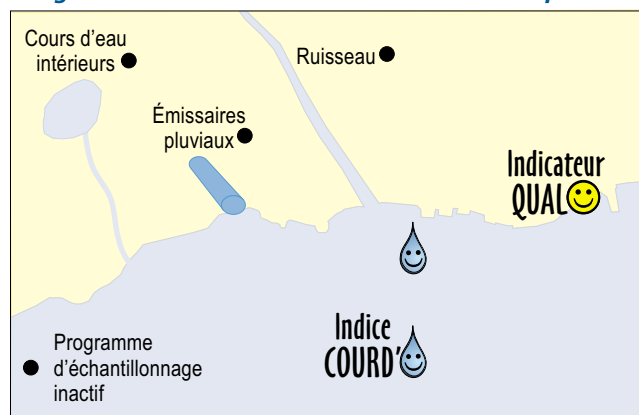 Cours d'eau
intérieurs
Ruisseau
Émissaires
pluviaux
Indicateur
QUAL
Indice
COURD'
Programme
d'échantillonnage
inactif